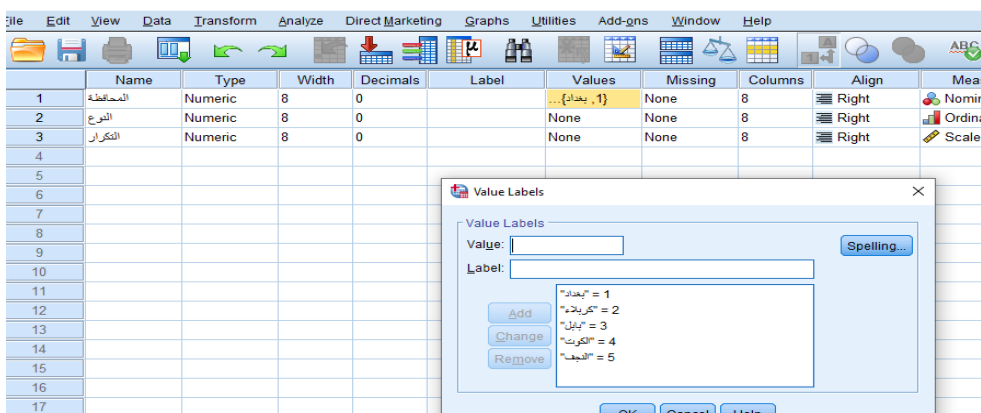 File Edit View Data Transform Analyze Direct Marketing Graphs Utilities Add-ons Window Help
ABC
Name Type Width Decimals Label Values Missing Columns Align Mea
1 المحافظة Numeric 8 0 {1, بغداد}... None 8 Right Nomin
2 النوع Numeric 8 0 None None 8 Right Ordina
3 التكرار Numeric 8 0 None None 8 Right Scale
4
5
6
7
8
9
10
11
12
13
14
15
16
17
Value Labels
Value Labels
Value:
Spelling...
Label:
1 = "بغداد"
2 = "كربلاء"
3 = "بابل"
4 = "الكوت"
5 = "النجف"
Add
Change
Remove
OK Cancel Help